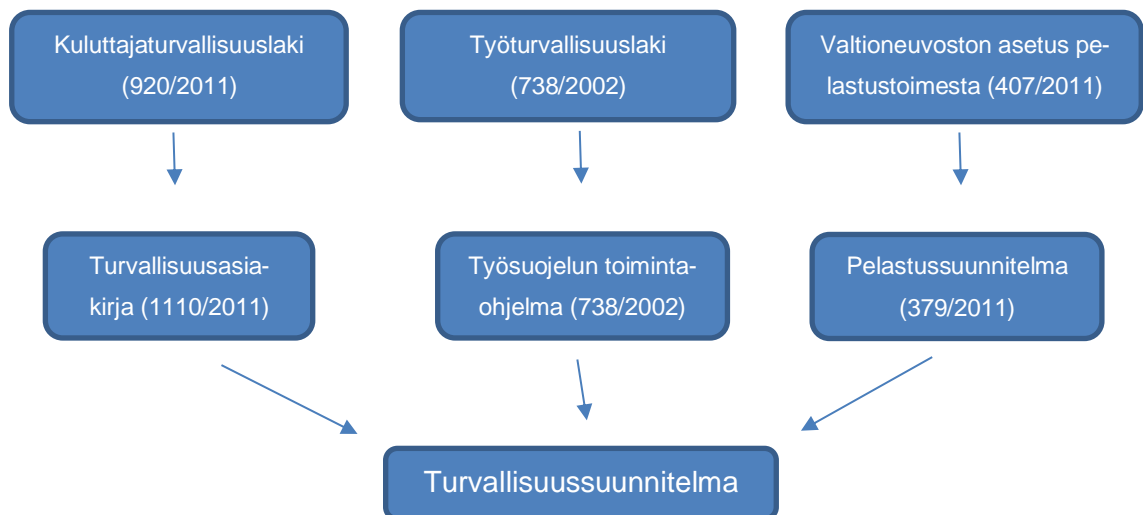 Kuluttajaturvallisuuslaki
(920/2011)
Työturvallisuuslaki
(738/2002)
Valtioneuvoston asetus pe-
lastustoimesta (407/2011)
Turvallisuusasia-
kirja (1110/2011)
Työsuojelun toiminta-
ohjelma (738/2002)
Pelastussuunnitelma
(379/2011)
Turvallisuussuunnitelma